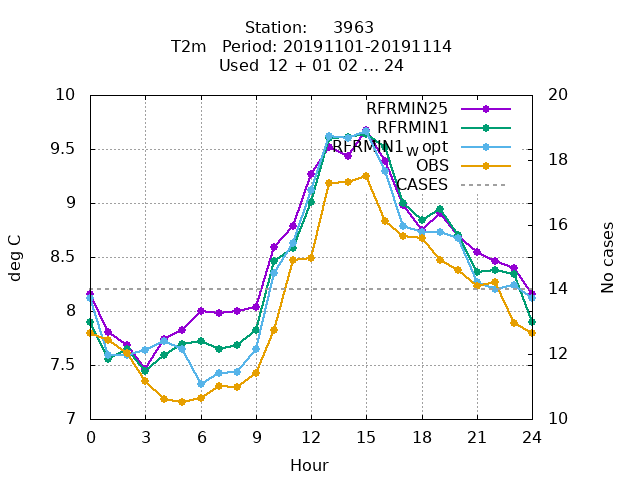 Station: 3963
T2m Period: 20191101-20191114
Used 12 + 01 02 ... 24
RFRMIN25
RFRMIN1
RFRMIN1_W opt
OBS
CASES
deg C
10
9.5
9
8.5
8
7.5
7
20
18
16
14
12
10
No cases
0 3 6 9 12 15 18 21 24
Hour